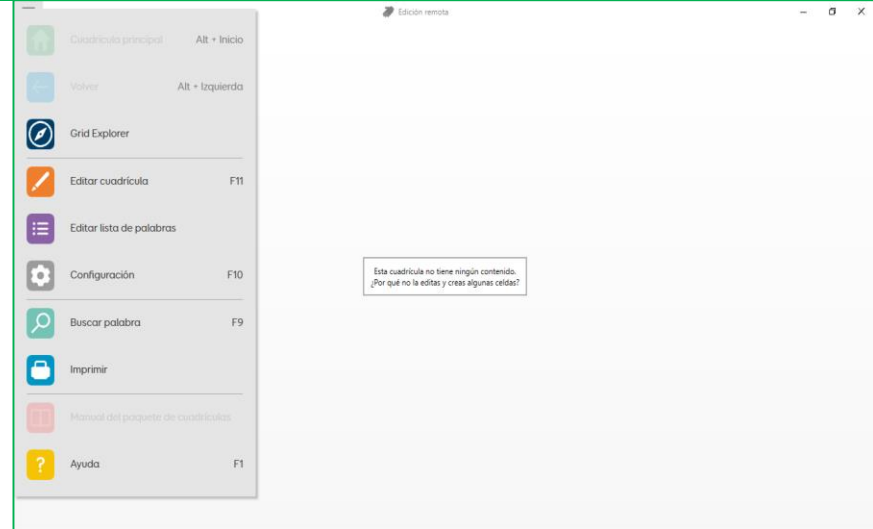 Edición remota
Cuadrícula principal Alt + Inicio
Volver Alt + Izquierda
Grid Explorer
Editar cuadrícula F11
Editar lista de palabras
Configuración F10
Buscar palabra F9
Imprimir
Manual del paquete de cuadrículas
Ayuda F1
Esta cuadrícula no tiene ningún contenido.
¿Por qué no la editas y creas algunas celdas?